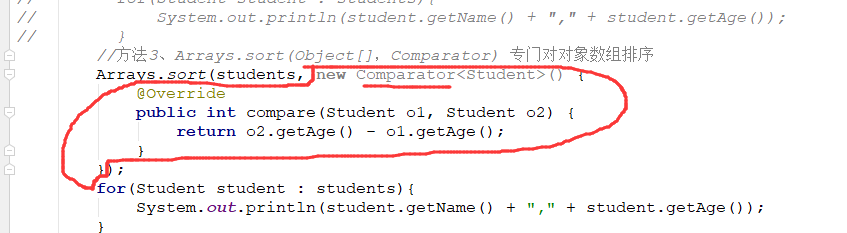 //    for(Student student : students){
//        System.out.println(student.getName() + "," + student.getAge());
//    }
//方法3、Arrays.sort(Object[], Comparator) 专门对对象数组排序
Arrays.sort(students, new Comparator<Student>() {
@Override
public int compare(Student o1, Student o2) {
return o2.getAge() - o1.getAge();
}
});
for(Student student : students){
System.out.println(student.getName() + "," + student.getAge());
}